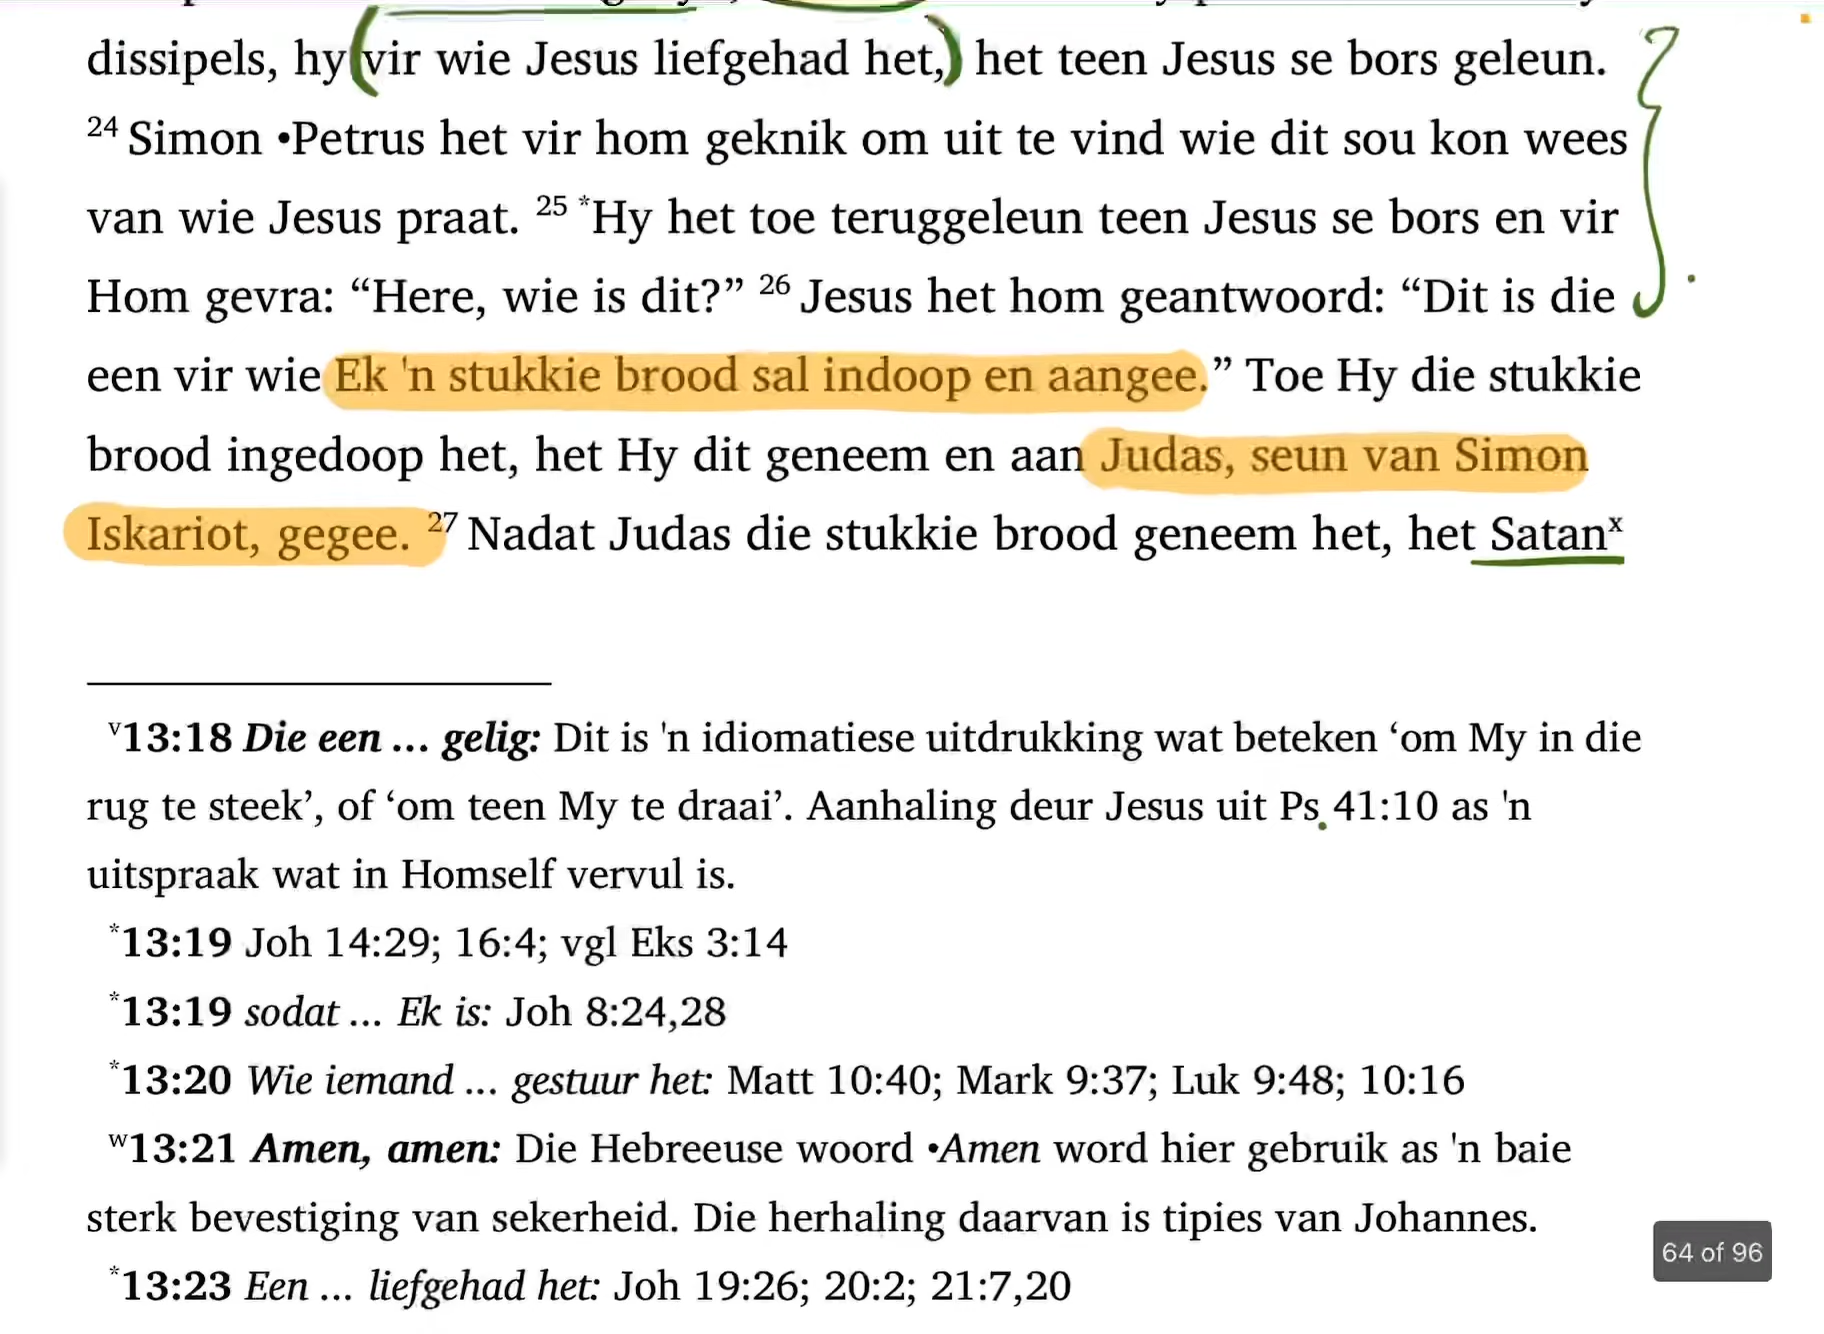 dissipels, hy vir wie Jesus liefgehad het, het teen Jesus se bors geleun.
24 Simon •Petrus het vir hom geknik om uit te vind wie dit sou kon wees
van wie Jesus praat. 25 *Hy het toe teruggeleun teen Jesus se bors en vir
Hom gevra: “Here, wie is dit?” 26 Jesus het hom geantwoord: “Dit is die
een vir wie Ek 'n stukkie brood sal indoop en aangee.” Toe Hy die stukkie
brood ingedoop het, het Hy dit geneem en aan Judas, seun van Simon
Iskariot, gegee. 27 Nadat Judas die stukkie brood geneem het, het Satanx
v13:18 Die een ... gelig: Dit is 'n idiomatiese uitdrukking wat beteken ‘om My in die
rug te steek’, of ‘om teen My te draai’. Aanhaling deur Jesus uit Ps 41:10 as 'n
uitspraak wat in Homself vervul is.
*13:19 Joh 14:29; 16:4; vgl Eks 3:14
*13:19 sodat ... Ek is: Joh 8:24,28
*13:20 Wie iemand ... gestuur het: Matt 10:40; Mark 9:37; Luk 9:48; 10:16
w13:21 Amen, amen: Die Hebreeuse woord •Amen word hier gebruik as 'n baie
sterk bevestiging van sekerheid. Die herhaling daarvan is tipies van Johannes.
*13:23 Een ... liefgehad het: Joh 19:26; 20:2; 21:7,20
64 of 96